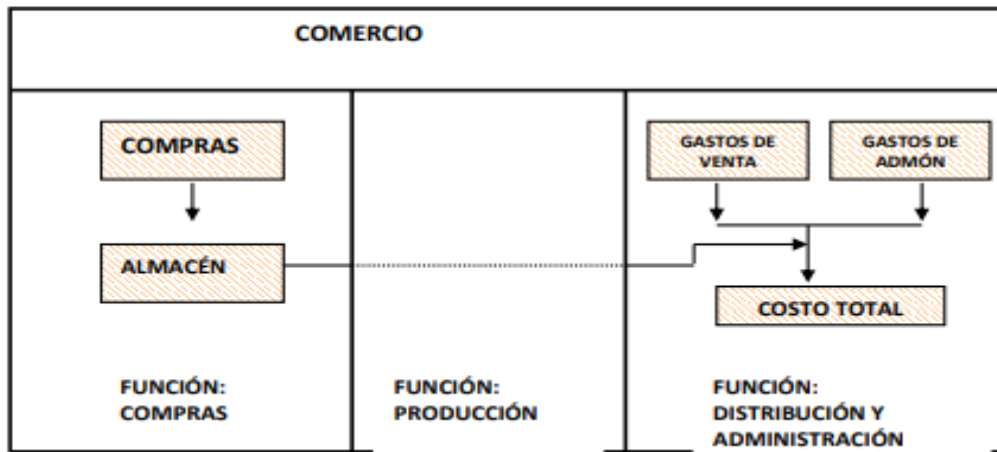 COMERCIO
COMPRAS
ALMACÉN
FUNCIÓN:
COMPRAS
FUNCIÓN:
PRODUCCIÓN
GASTOS DE
VENTA
GASTOS DE
ADMÓN
COSTO TOTAL
FUNCIÓN:
DISTRIBUCIÓN Y
ADMINISTRACIÓN